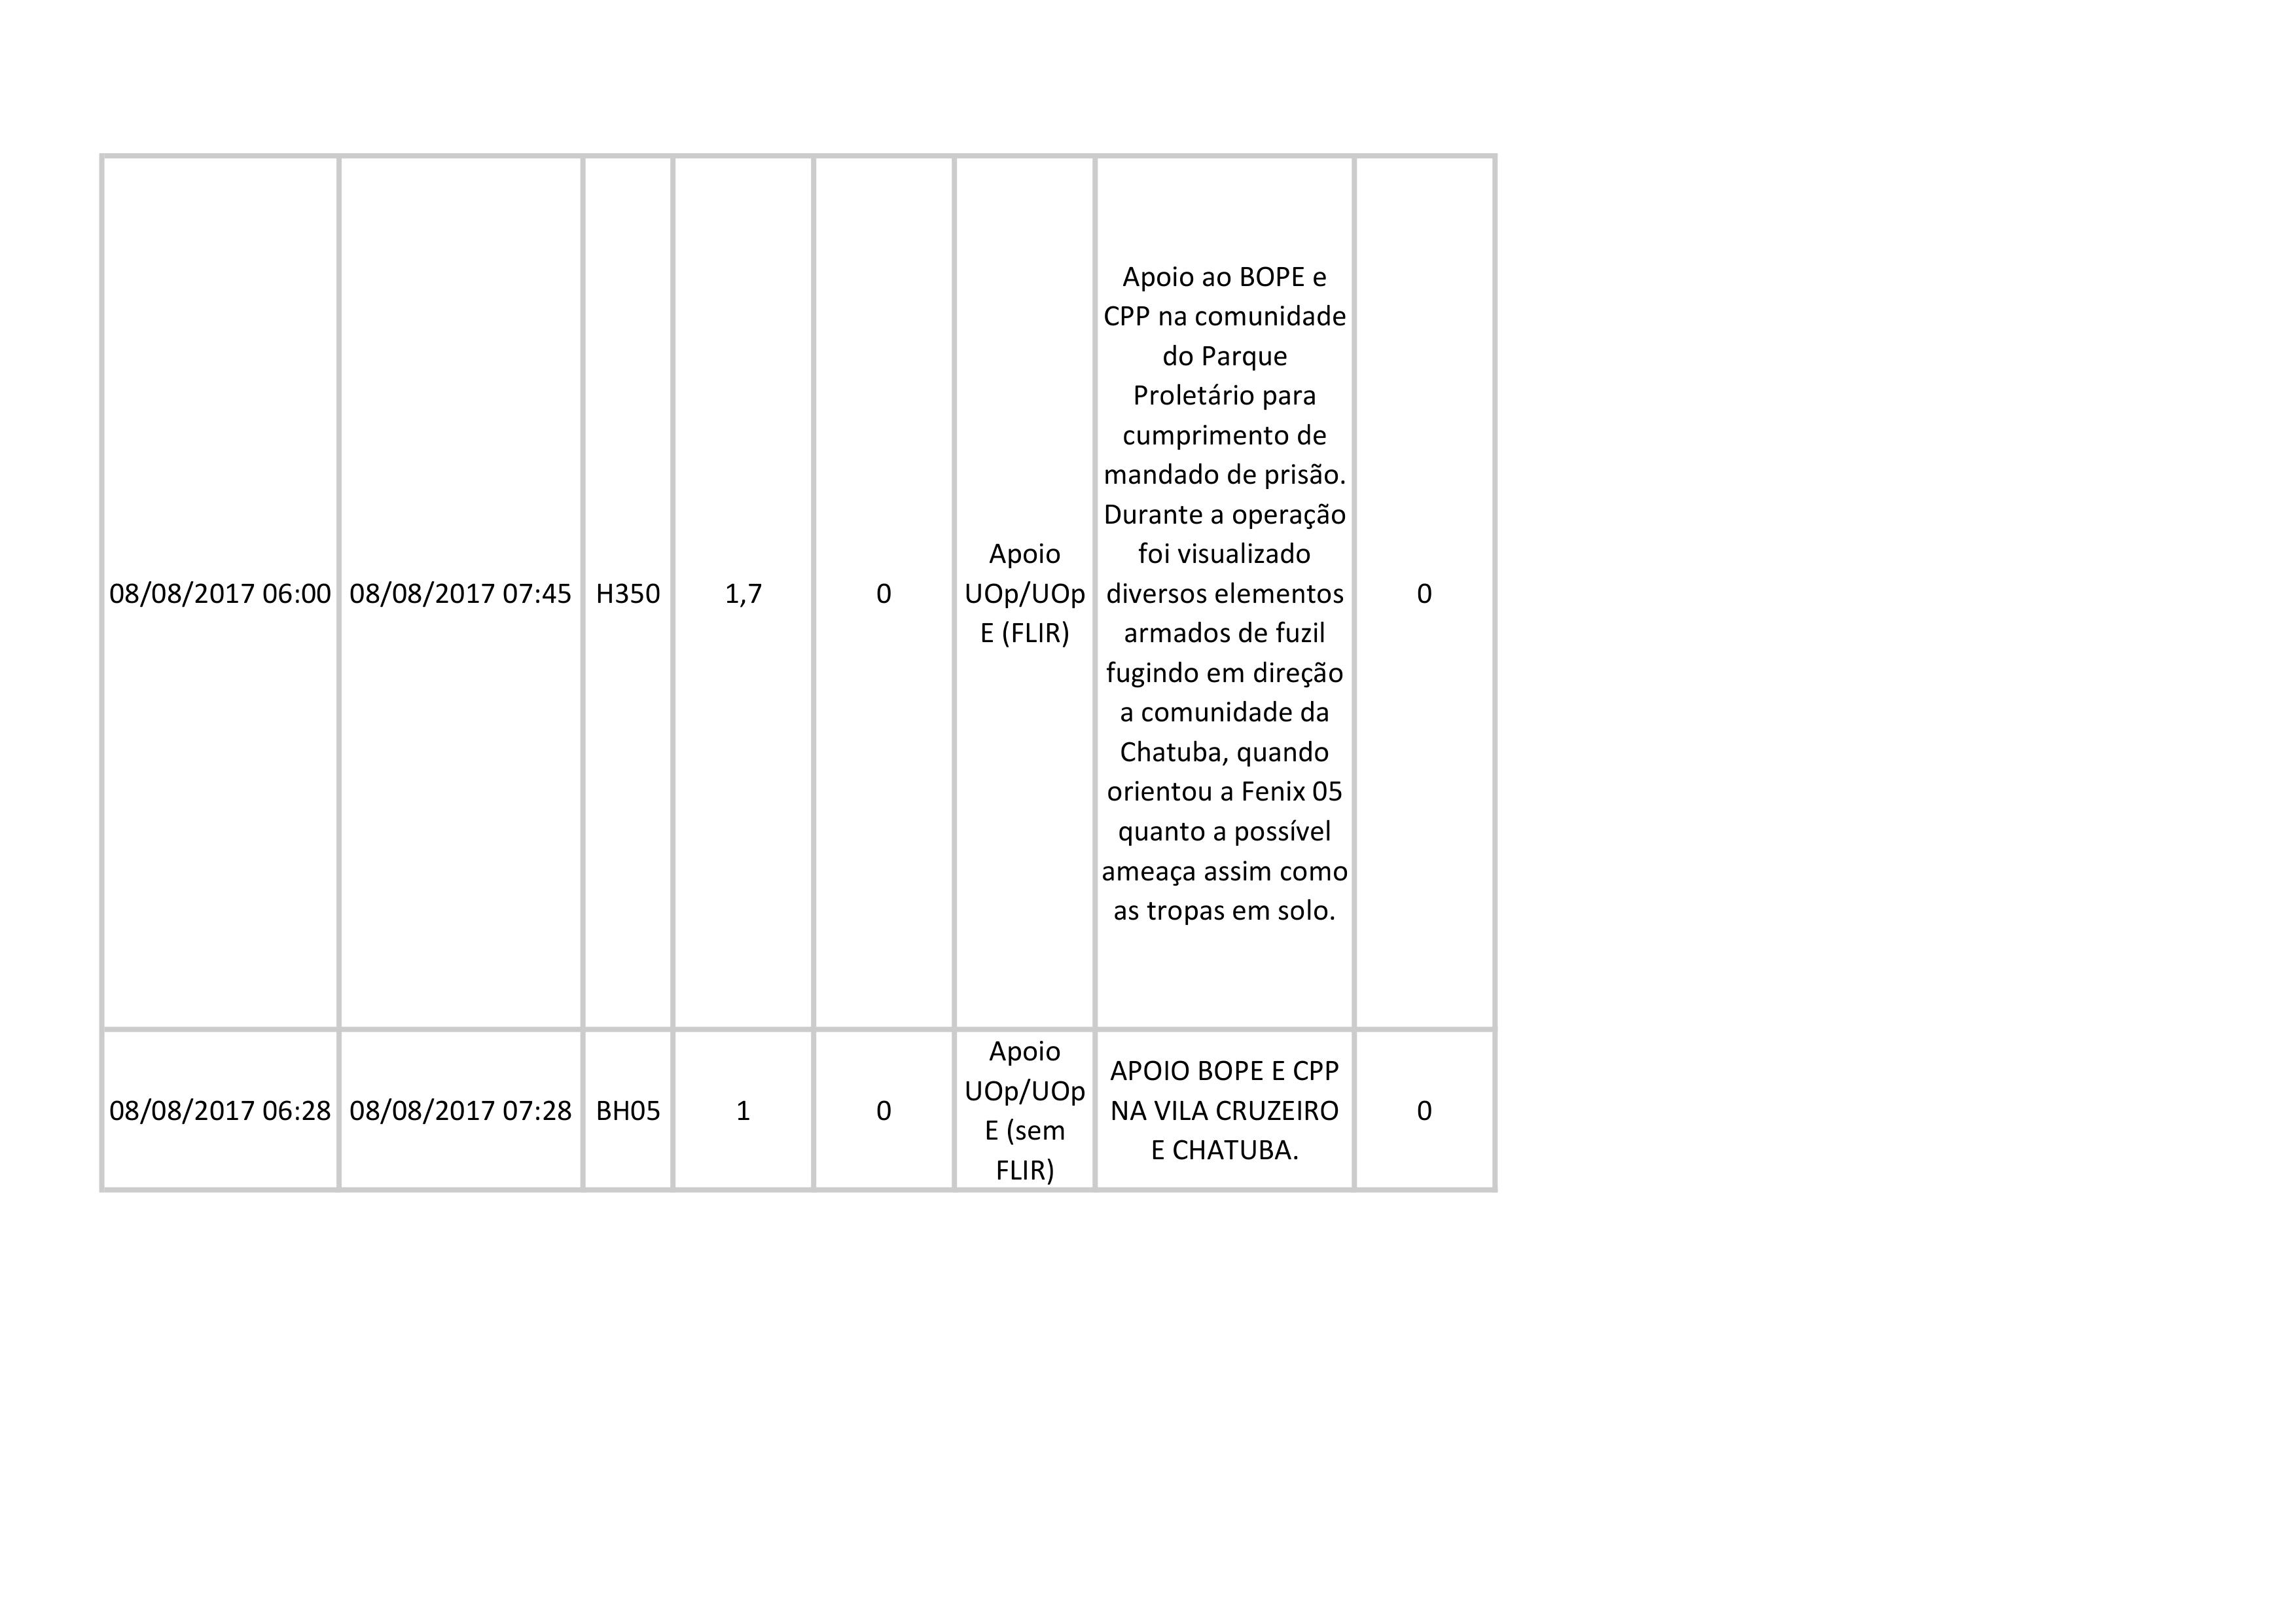 08/08/2017 06:00
08/08/2017 07:45
H350
1,7
0
Apoio
UOp/UOp
E (FLIR)
Apoio ao BOPE e
CPP na comunidade
do Parque
Proletário para
cumprimento de
mandado de prisão.
Durante a operação
foi visualizado
diversos elementos
armados de fuzil
fugindo em direção
a comunidade da
Chatuba, quando
orientou a Fenix 05
quanto a possível
ameaça assim como
as tropas em solo.
0
08/08/2017 06:28
08/08/2017 07:28
BH05
1
0
Apoio
UOp/UOp
E (sem
FLIR)
APOIO BOPE E CPP
NA VILA CRUZEIRO
E CHATUBA.
0